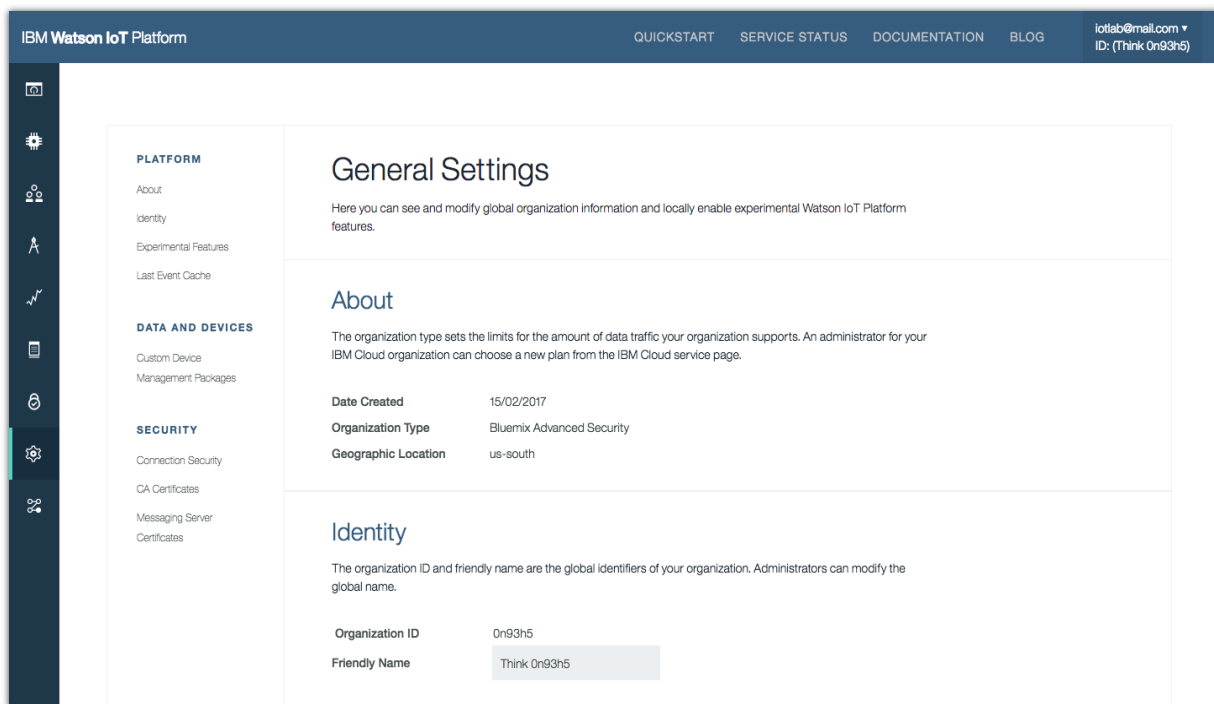 IBM Watson IoT Platform
QUICKSTART
SERVICE STATUS
DOCUMENTATION
BLOG
iotlab@mail.com ▾
ID: (Think 0n93h5)
PLATFORM
About
Identity
Experimental Features
Last Event Cache
DATA AND DEVICES
Custom Device
Management Packages
SECURITY
Connection Security
CA Certificates
Messaging Server
Certificates
General Settings
Here you can see and modify global organization information and locally enable experimental Watson IoT Platform
features.
About
The organization type sets the limits for the amount of data traffic your organization supports. An administrator for your
IBM Cloud organization can choose a new plan from the IBM Cloud service page.
Date Created 15/02/2017
Organization Type Bluemix Advanced Security
Geographic Location us-south
Identity
The organization ID and friendly name are the global identifiers of your organization. Administrators can modify the
global name.
Organization ID 0n93h5
Friendly Name Think 0n93h5